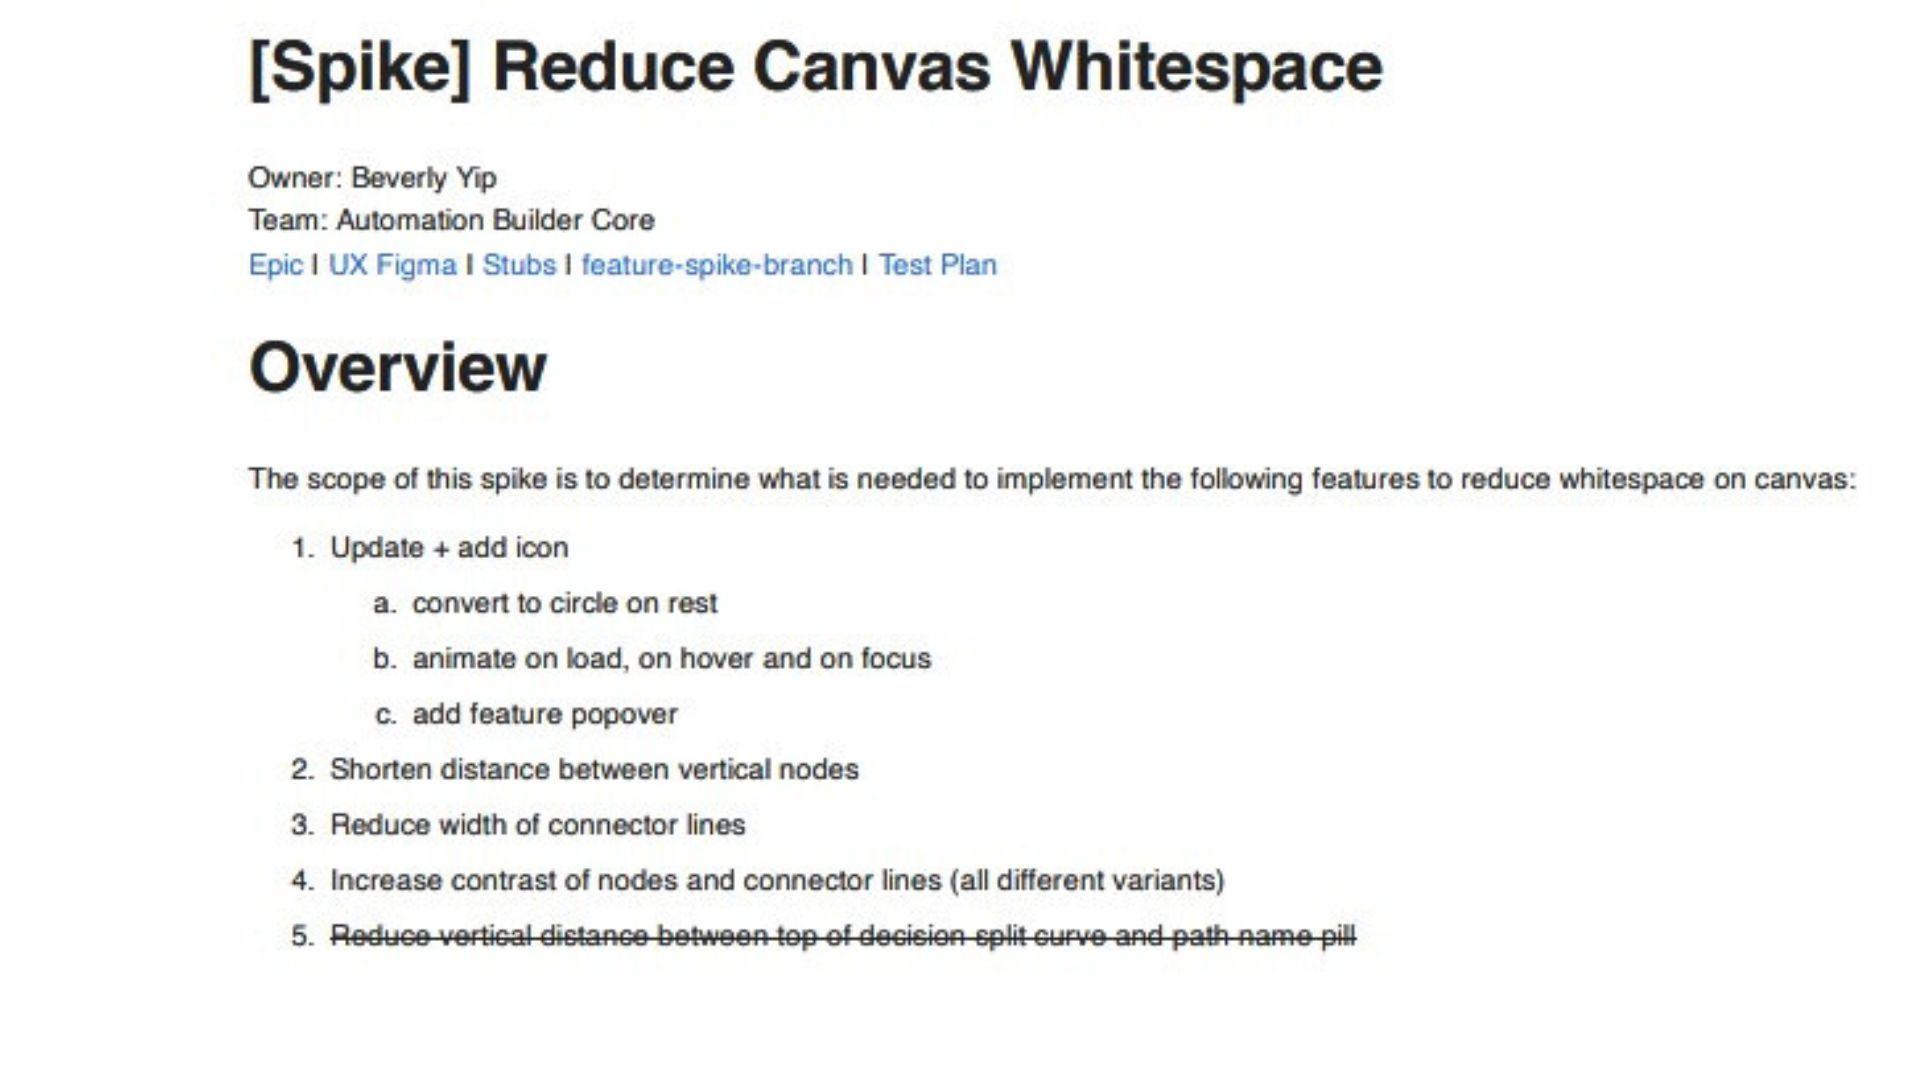 [Spike] Reduce Canvas Whitespace
Owner: Beverly Yip
Team: Automation Builder Core
Epic | UX Figma | Stubs | feature-spike-branch | Test Plan
Overview
The scope of this spike is to determine what is needed to implement the following features to reduce whitespace on canvas:
1. Update + add icon
a. convert to circle on rest
b. animate on load, on hover and on focus
c. add feature popover
2. Shorten distance between vertical nodes
3. Reduce width of connector lines
4. Increase contrast of nodes and connector lines (all different variants)
5. Reduce vertical distance between top of decision split curve and path name pill